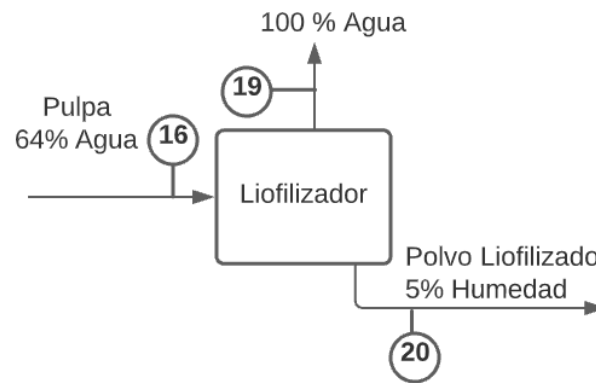 100 % Agua
19
Pulpa
64% Agua
16
Liofilizador
Polvo Liofilizado
5% Humedad
20